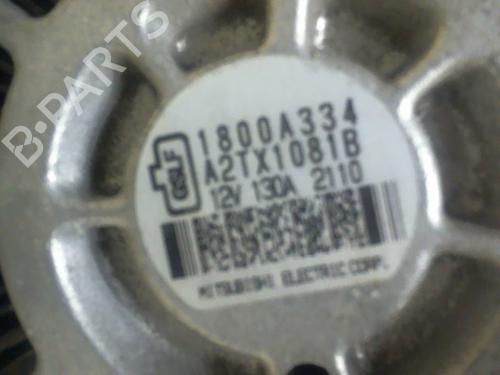 B-PARTS
1800A334
A2TX1081B
12V 130A 2110
MITSUBISHI ELECTRIC CORP.